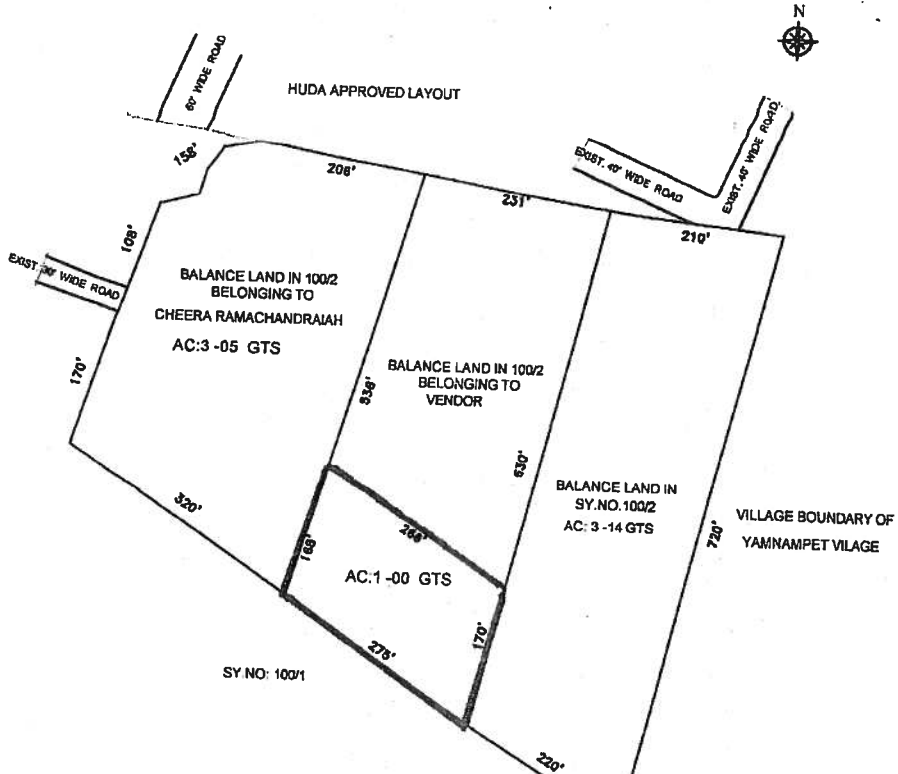 N
60' WIDE ROAD
HUDA APPROVED LAYOUT
158'
206'
EXIST. 40' WIDE ROAD
EXIST. 40' WIDE ROAD
231'
210'
108'
EXIST. 30' WIDE ROAD
BALANCE LAND IN 100/2
BELONGING TO
CHEERA RAMACHANDRAIAH
AC:3 -05 GTS
170'
BALANCE LAND IN 100/2
BELONGING TO
VENDOR
538'
630'
BALANCE LAND IN
SY.NO.100/2
AC: 3 -14 GTS
720'
VILLAGE BOUNDARY OF
YAMNAMPET VILAGE
320'
168'
AC:1 -00 GTS
170'
275'
SY.NO: 100/1
220'